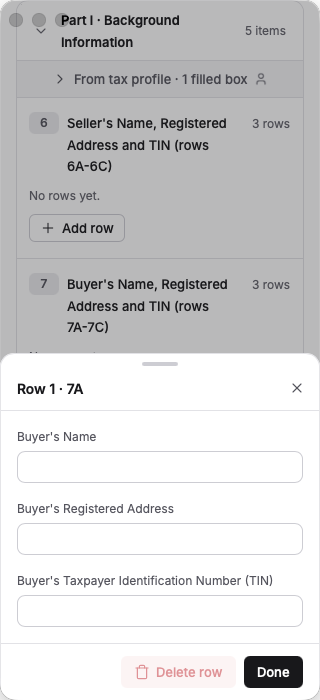 Part I · Background
Information
5 items
From tax profile · 1 filled box
6
Seller's Name, Registered
Address and TIN (rows
6A-6C)
3 rows
No rows yet.
Add row
7
Buyer's Name, Registered
Address and TIN (rows
7A-7C)
3 rows
Row 1 · 7A
Buyer's Name
Buyer's Registered Address
Buyer's Taxpayer Identification Number (TIN)
Delete row
Done